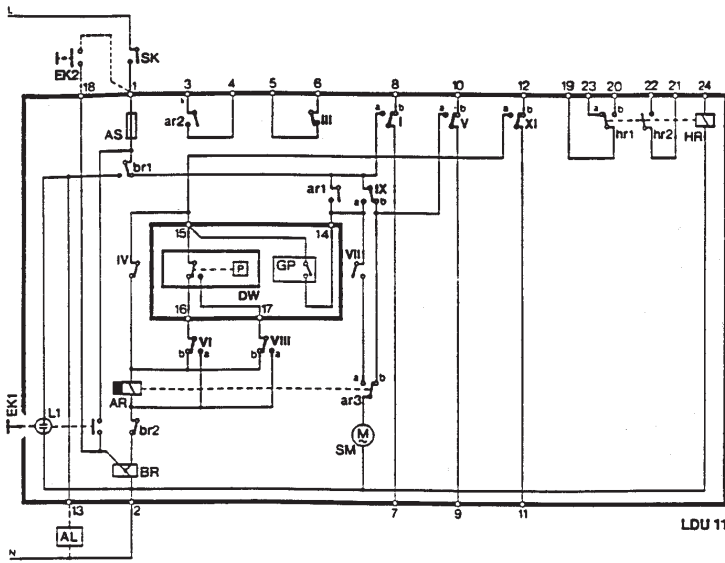 L
EK2
SK
18 1 3 4 5 6 8 10 12 19 23 20 22 21 24
AS
ar2
III
a b I
a b V
a b XI
a b
hr1
hr2
HR
br1
ar1
IX
a b
15 14
IV
P
GP
VII
DW
16 17
VI
VIII
b a
b a
a b
AR
ar3
EK1
L1
br2
M
SM
BR
13 2 7 9 11
LDU 11
AL
N